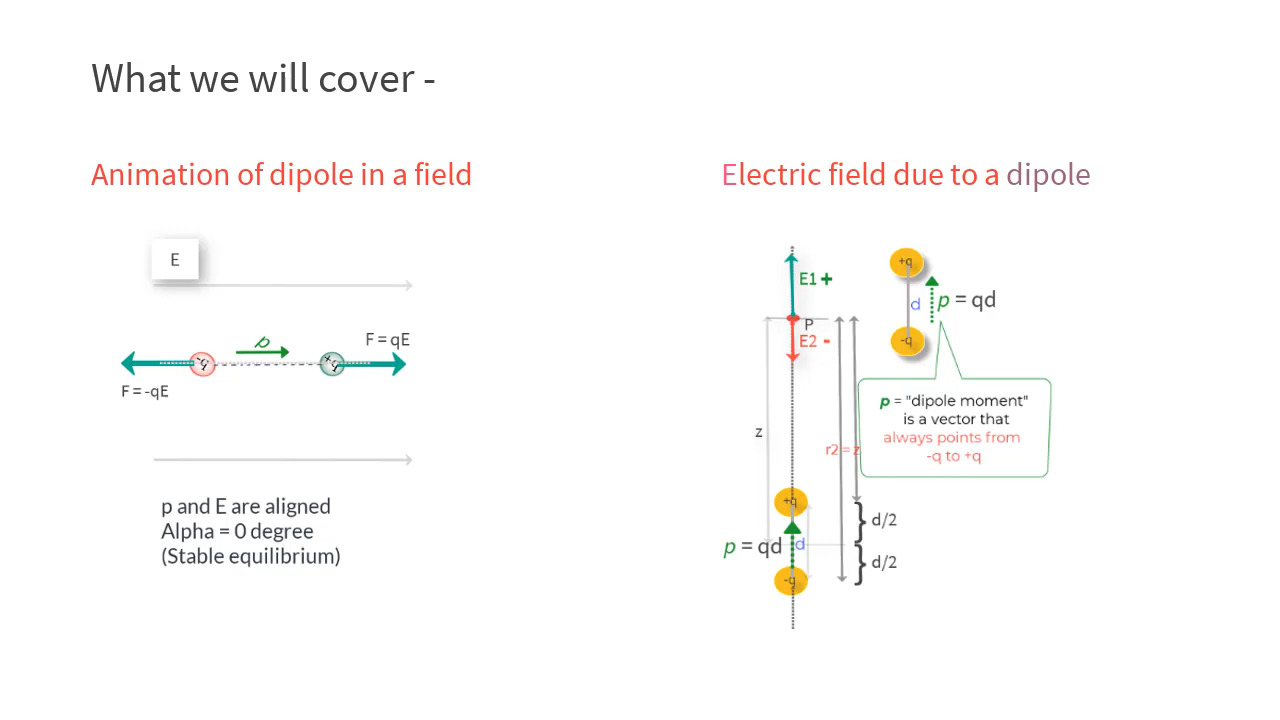 What we will cover -
Animation of dipole in a field
E
p
F = qE
-q
+q
F = -qE
p and E are aligned
Alpha = 0 degree
(Stable equilibrium)
Electric field due to a dipole
+q
E1 +
d
p = qd
P
E2 -
-q
p = "dipole moment"
is a vector that
always points from
-q to +q
z
r2 = z
+q
d/2
p = qd
d
d/2
-q